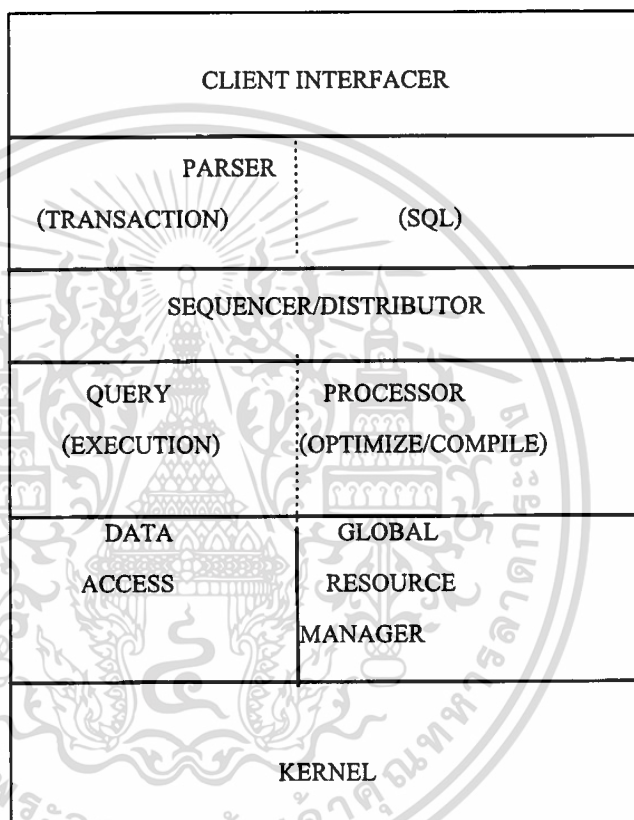 CLIENT INTERFACER
PARSER
(TRANSACTION) (SQL)
SEQUENCER/DISTRIBUTOR
QUERY PROCESSOR
(EXECUTION) (OPTIMIZE/COMPILE)
DATA GLOBAL
ACCESS RESOURCE
MANAGER
KERNEL